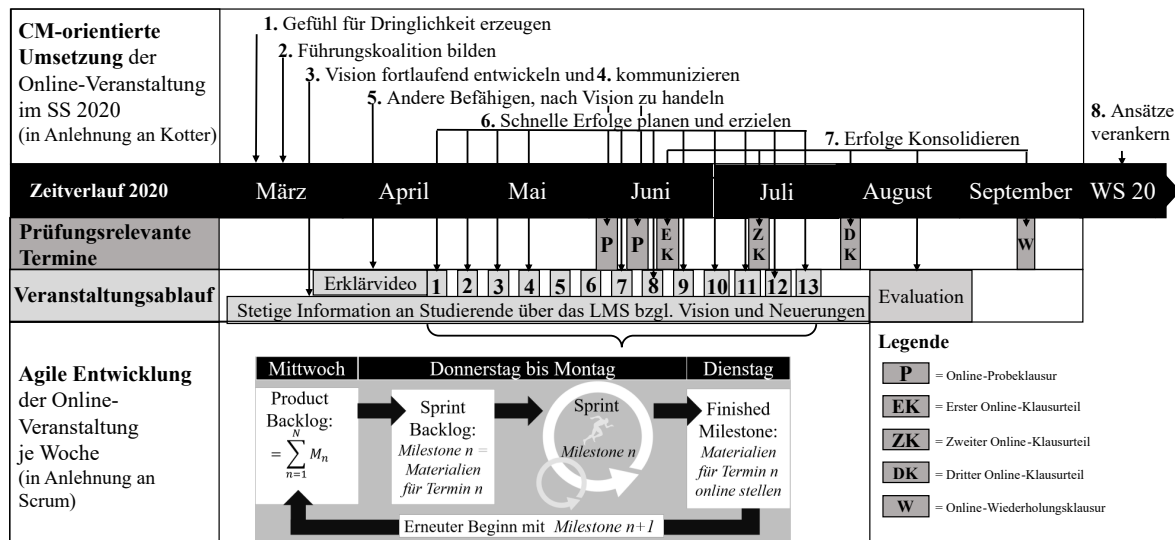 CM-orientierte
Umsetzung der
Online-Veranstaltung
im SS 2020
(in Anlehnung an Kotter)
1. Gefühl für Dringlichkeit erzeugen
2. Führungskoalition bilden
3. Vision fortlaufend entwickeln und 4. kommunizieren
5. Andere Befähigen, nach Vision zu handeln
6. Schnelle Erfolge planen und erzielen
7. Erfolge Konsolidieren
8. Ansätze
verankern
Zeitverlauf 2020
März
April
Mai
Juni
Juli
August
September
WS 20
Prüfungsrelevante
Termine
P
P
EK
ZK
DK
W
Veranstaltungsablauf
Erklärvideo
1
2
3
4
5
6
7
8
9
10
11
12
13
Evaluation
Stetige Information an Studierende über das LMS bzgl. Vision und Neuerungen
Agile Entwicklung
der Online-
Veranstaltung
je Woche
(in Anlehnung an
Scrum)
Mittwoch
Donnerstag bis Montag
Dienstag
Product
Backlog:
= ∑ₙ₌₁ᴺ Mₙ
Sprint
Backlog:
Milestone n =
Materialien
für Termin n
Sprint
Milestone n
Finished
Milestone:
Materialien
für Termin n
online stellen
Erneuter Beginn mit Milestone n+1
Legende
P = Online-Probeklausur
EK = Erster Online-Klausurteil
ZK = Zweiter Online-Klausurteil
DK = Dritter Online-Klausurteil
W = Online-Wiederholungsklausur